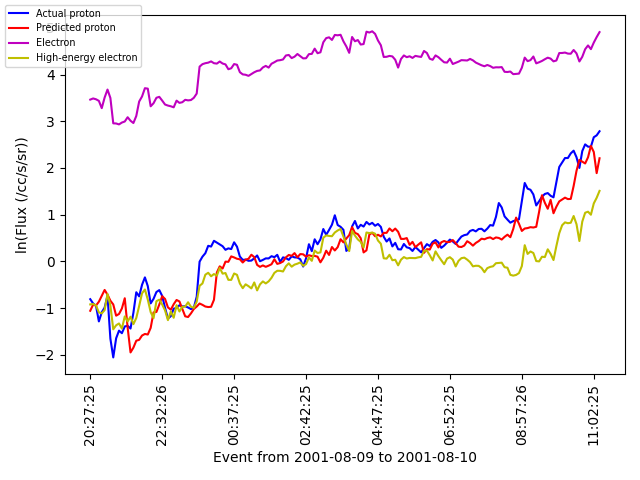 Actual proton
Predicted proton
Electron
High-energy electron
ln(Flux (/cc/s/sr))
4
3
2
1
0
−1
−2
20:27:25
22:32:26
00:37:25
02:42:25
04:47:25
06:52:25
08:57:26
11:02:25
Event from 2001-08-09 to 2001-08-10